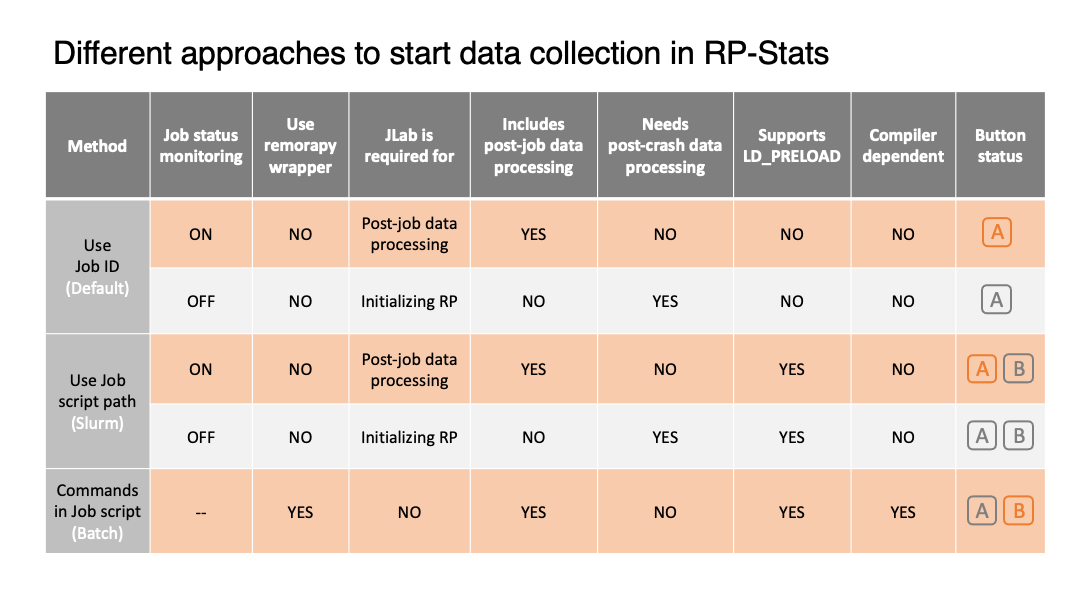 Different approaches to start data collection in RP-Stats
Method
Job status
monitoring
Use
remorapy
wrapper
JLab is
required for
Includes
post-job data
processing
Needs
post-crash data
processing
Supports
LD_PRELOAD
Compiler
dependent
Button
status
Use
Job ID
(Default)
ON
NO
Post-job data
processing
YES
NO
NO
NO
A
OFF
NO
Initializing RP
NO
YES
NO
NO
A
Use Job
script path
(Slurm)
ON
NO
Post-job data
processing
YES
NO
YES
NO
A B
OFF
NO
Initializing RP
NO
YES
YES
NO
A B
Commands
in Job script
(Batch)
--
YES
NO
YES
NO
YES
YES
A B